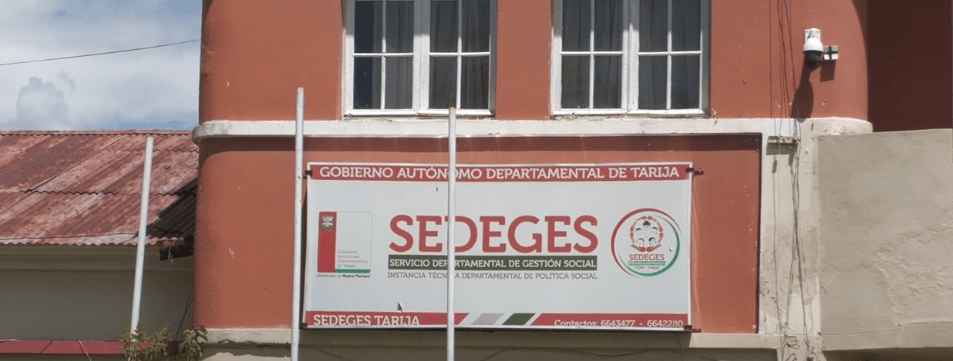 GOBIERNO AUTÓNOMO DEPARTAMENTAL DE TARIJA
SEDEGES
SERVICIO DEPARTAMENTAL DE GESTIÓN SOCIAL
INSTANCIA TÉCNICA DEPARTAMENTAL DE POLÍTICA SOCIAL
SEDEGES
SEDEGES TARIJA
Contactos: 6643477 - 6642280